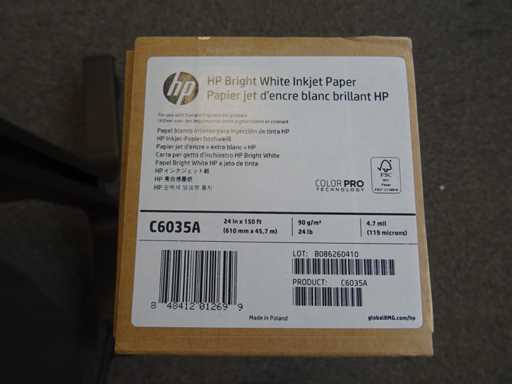 hp
HP Bright White Inkjet Paper
Papier jet d'encre blanc brillant HP
Papel blanco intenso para inyección de tinta HP
HP Inkjet-Papier hochweiß
Papier jet d'encre « extra blanc » HP
Carta per getto d'inchiostro HP Bright White
Papel Bright White HP a jato de tinta
HP インクジェット紙
COLOR PRO
TECHNOLOGY
FSC
C6035A
24 in x 150 ft
(610 mm x 45,7 m)
90 g/m²
24 lb
4.7 mil
(119 microns)
LOT: B086260410
PRODUCT: C6035A
8 48412 01269 9
Made in Poland
globalBMG.com/hp